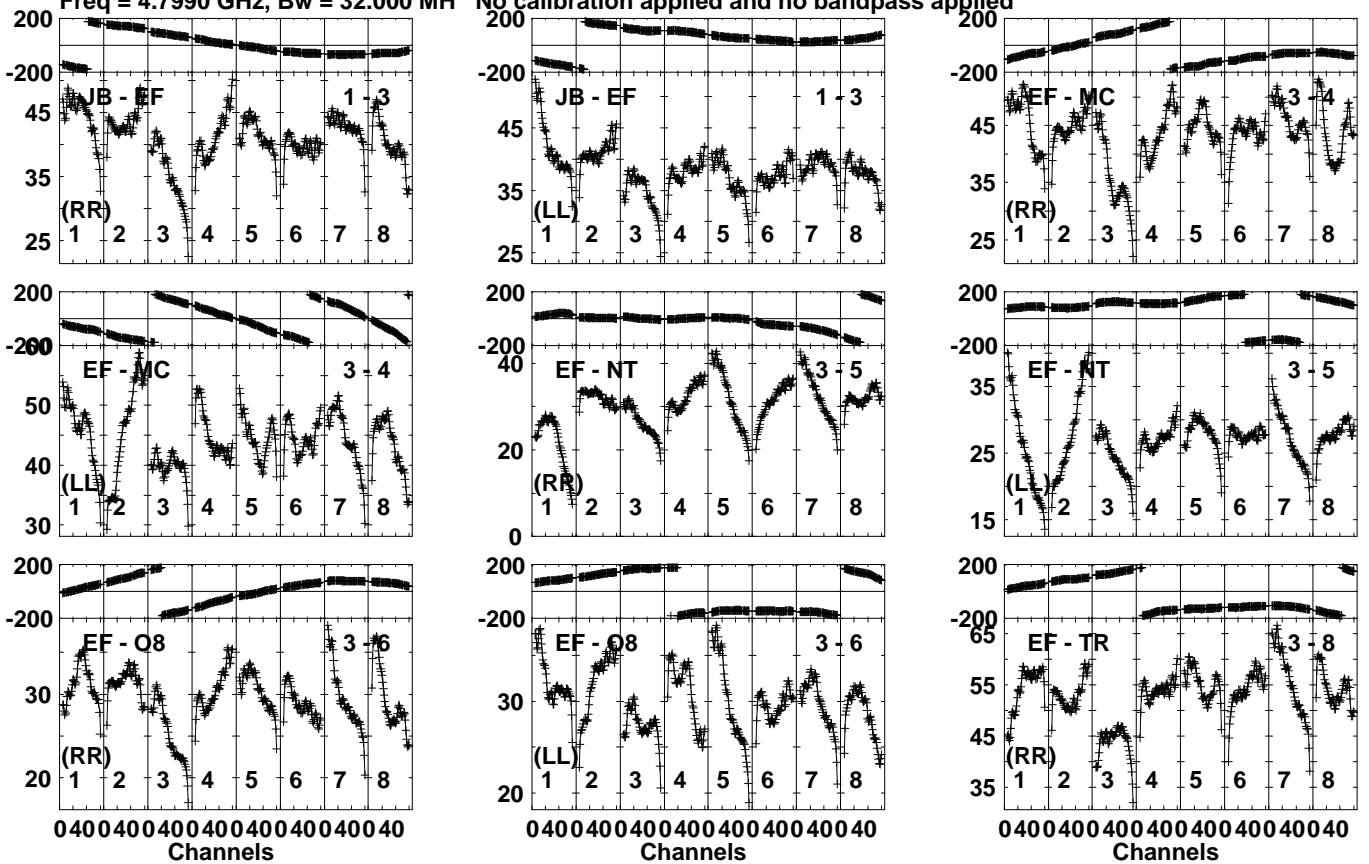 Freq = 4.7990 GHz, Bw = 32.000 MH No calibration applied and no bandpass applied
200 200 200
-200 -200 -200
JB - EF 1 - 3 JB - EF 1 - 3 EF - MC 3 - 4
45 45 45
35 35 35
(RR) (LL) (RR)
1 2 3 4 5 6 7 8 1 2 3 4 5 6 7 8 1 2 3 4 5 6 7 8
25 25 25
200 200 200
-200 -200 -200
60
EF - MC 3 - 4 EF - NT 3 - 5 EF - NT 3 - 5
40 35
50
40 20 25
(LL) (RR) (LL)
1 2 3 4 5 6 7 8 1 2 3 4 5 6 7 8 1 2 3 4 5 6 7 8
30 0 15
200 200 200
-200 -200 -200
EF - O8 3 - 6 EF - O8 3 - 6 EF - TR 3 - 8
65
30 30 55
45
(RR) (LL) (RR)
1 2 3 4 5 6 7 8 1 2 3 4 5 6 7 8 1 2 3 4 5 6 7 8
20 20 35
0 40 0 40 0 40 0 40 0 40 0 40 0 40 0 40 0 40 0 40 0 40 0 40 0 40 0 40 0 40 0 40 0 40 0 40 0 40 0 40 0 40 0 40 0 40 0 40
Channels Channels Channels